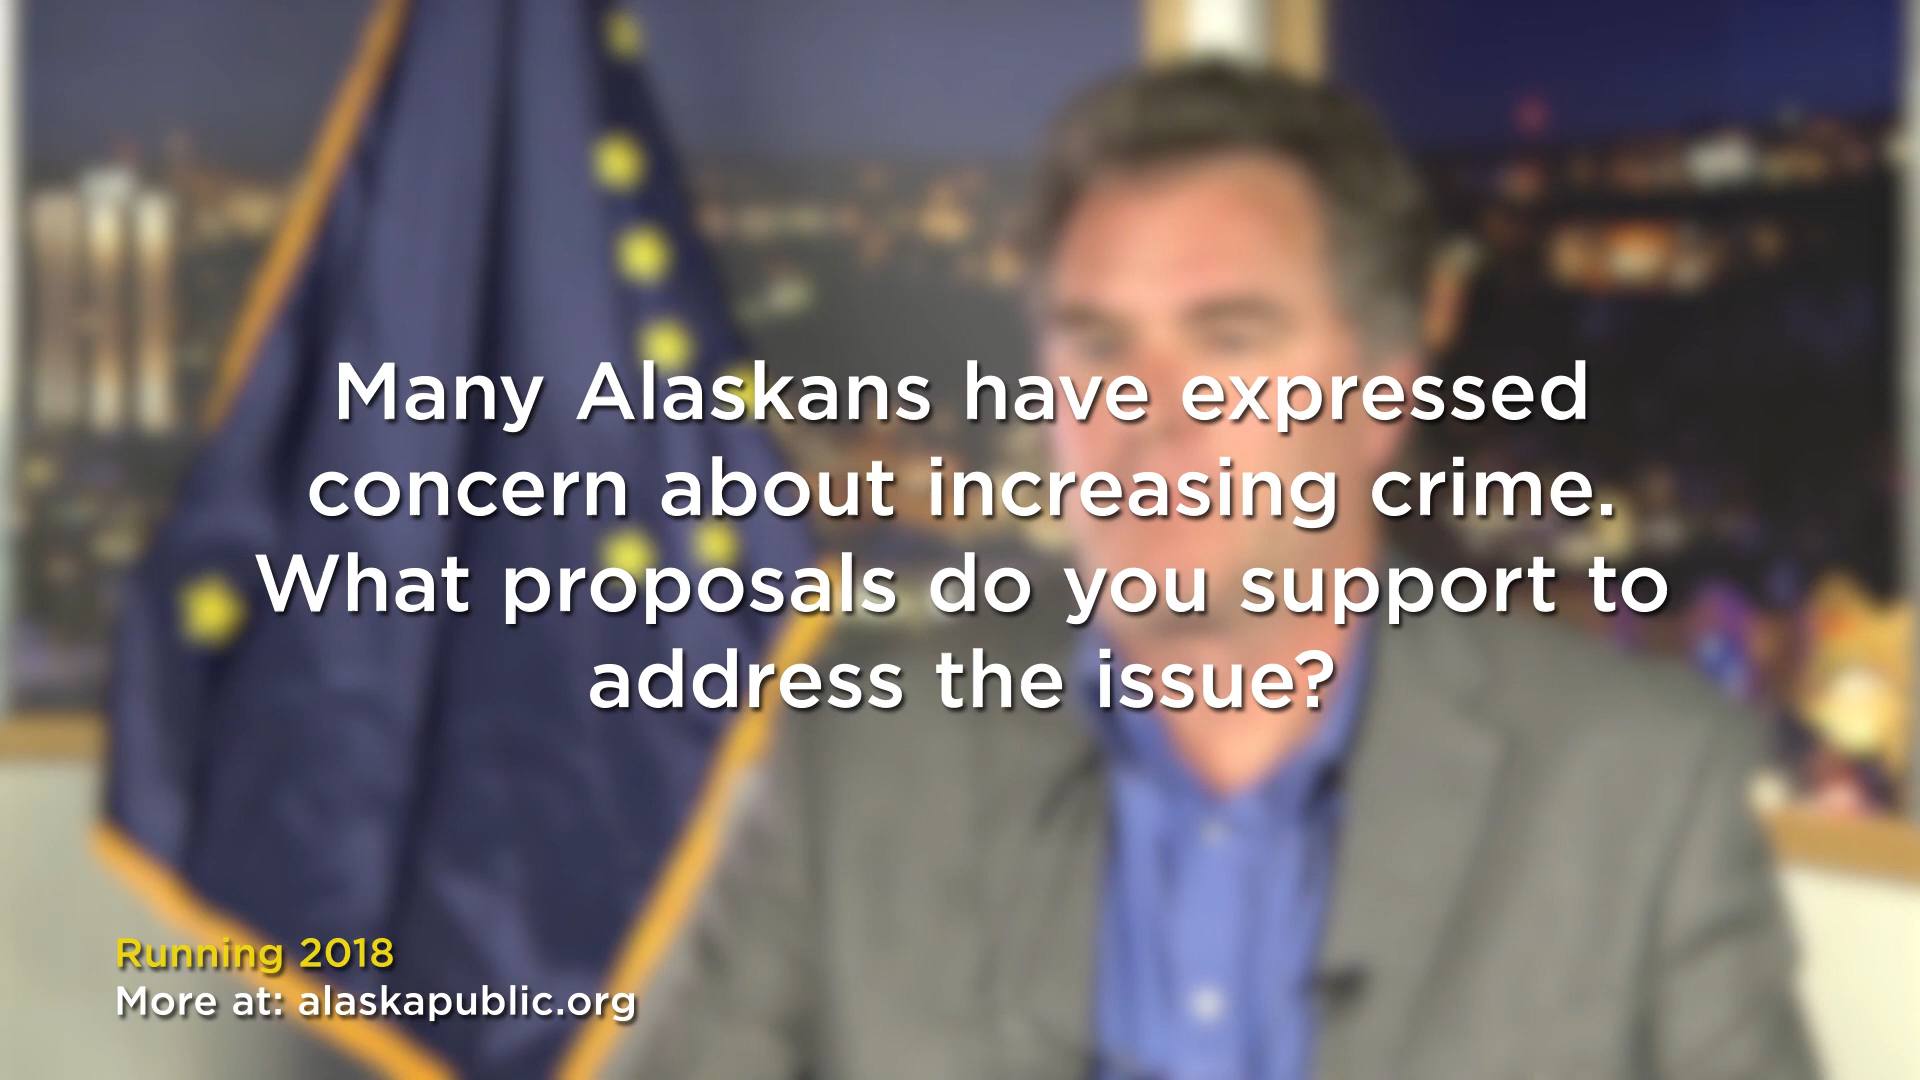 Many Alaskans have expressed
concern about increasing crime.
What proposals do you support to
address the issue?
Running 2018
More at: alaskapublic.org